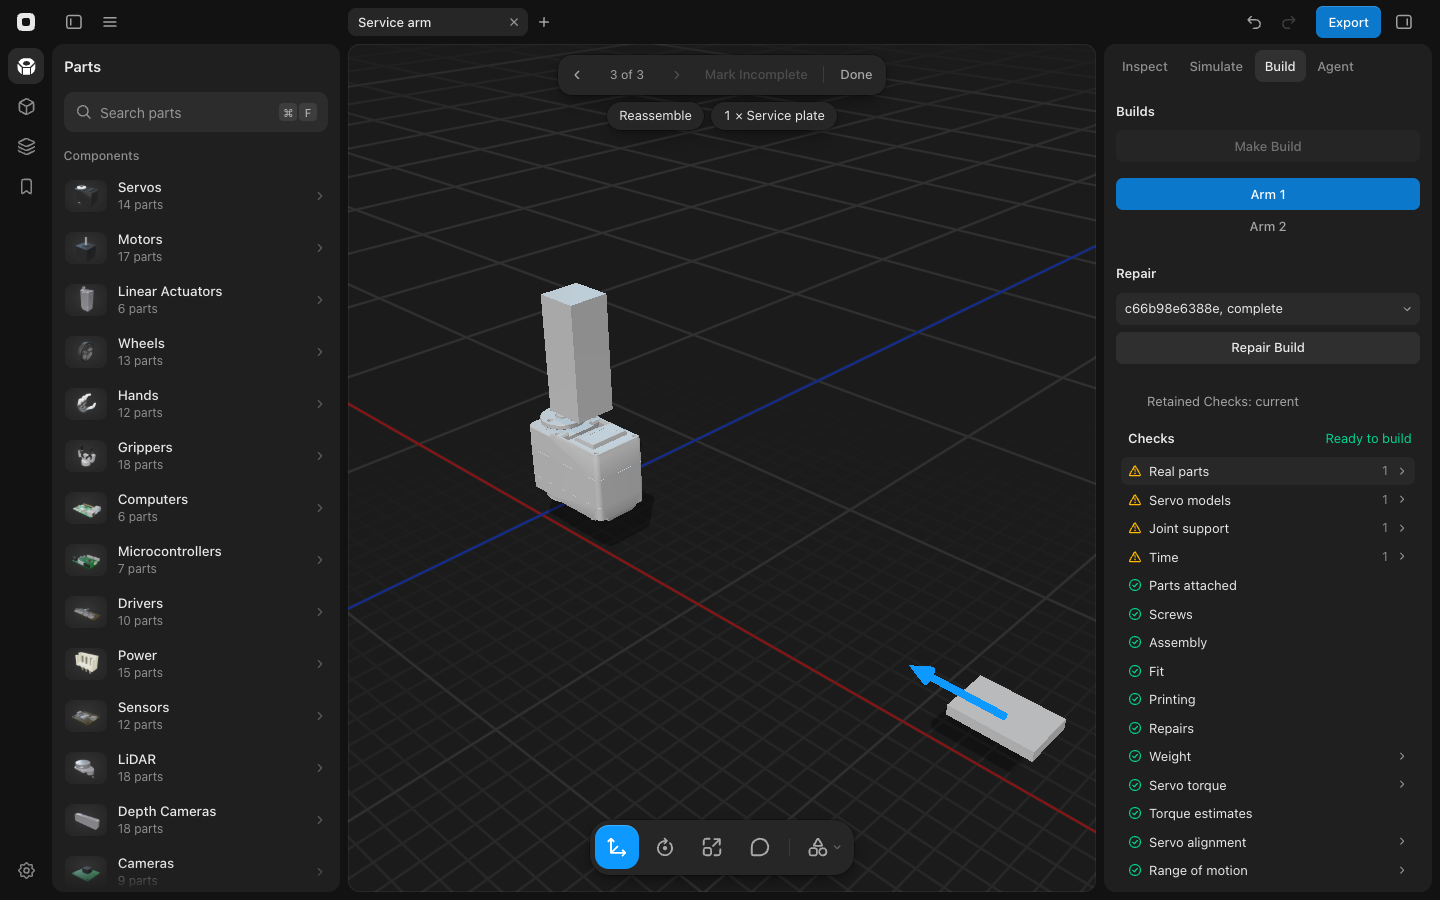 Service arm
Export
Parts
Search parts
⌘ F
Components
Servos
14 parts
Motors
17 parts
Linear Actuators
6 parts
Wheels
13 parts
Hands
12 parts
Grippers
18 parts
Computers
6 parts
Microcontrollers
7 parts
Drivers
10 parts
Power
15 parts
Sensors
12 parts
LiDAR
18 parts
Depth Cameras
18 parts
Cameras
9 parts
3 of 3
Mark Incomplete
Done
Reassemble
1 × Service plate
Inspect
Simulate
Build
Agent
Builds
Make Build
Arm 1
Arm 2
Repair
c66b98e6388e, complete
Repair Build
Retained Checks: current
Checks Ready to build
Real parts 1
Servo models 1
Joint support 1
Time 1
Parts attached
Screws
Assembly
Fit
Printing
Repairs
Weight
Servo torque
Torque estimates
Servo alignment
Range of motion